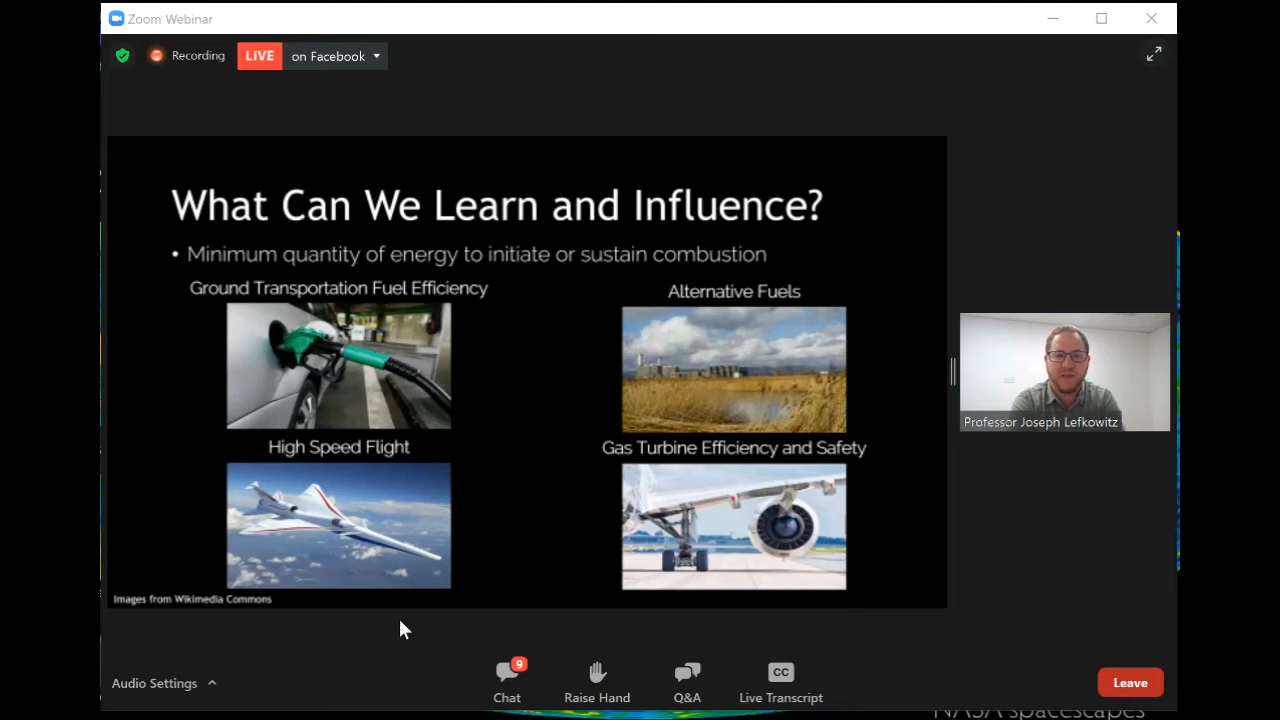 Zoom Webinar
Recording
LIVE on Facebook
What Can We Learn and Influence?
• Minimum quantity of energy to initiate or sustain combustion
Ground Transportation Fuel Efficiency
Alternative Fuels
High Speed Flight
Gas Turbine Efficiency and Safety
Images from Wikimedia Commons
Professor Joseph Lefkowitz
Audio Settings
9
Chat
Raise Hand
Q&A
CC
Live Transcript
Leave
NASA spacescapes